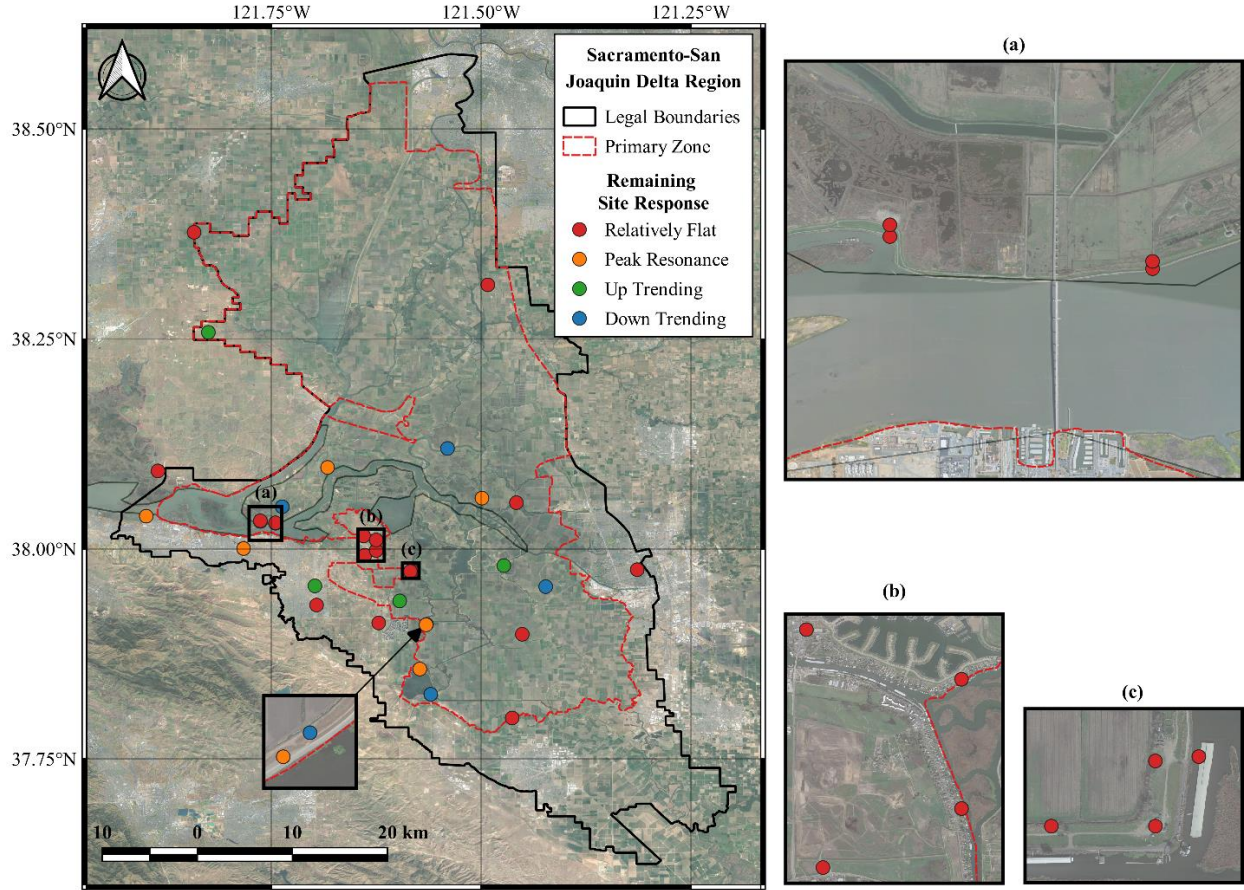 121.75°W
121.50°W
121.25°W
38.50°N
38.25°N
38.00°N
37.75°N
Sacramento-San
Joaquin Delta Region
Legal Boundaries
Primary Zone
Remaining
Site Response
Relatively Flat
Peak Resonance
Up Trending
Down Trending
(a)
(b)
(c)
10 0 10 20 km
(a)
(b)
(c)